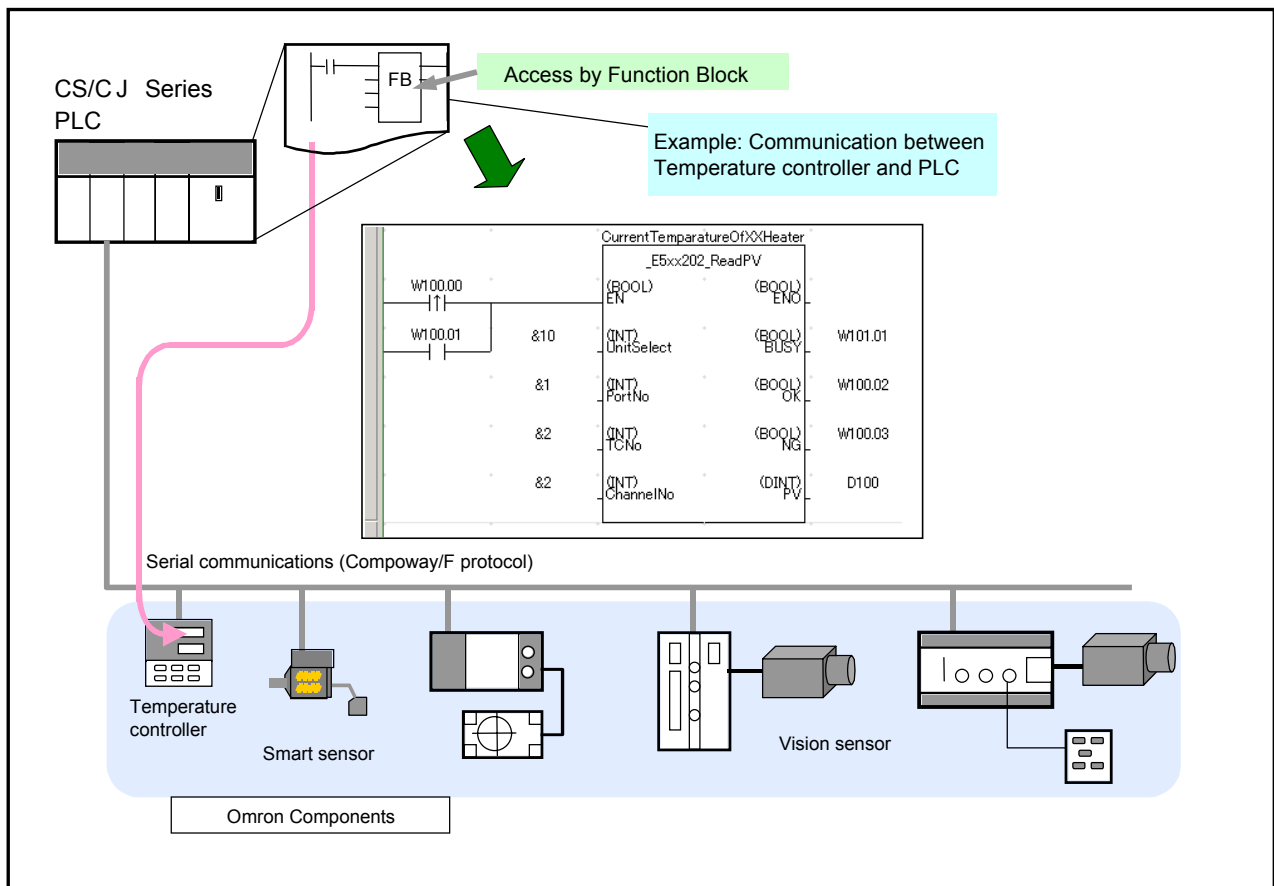 CS/CJ Series
PLC
FB
Access by Function Block
Example: Communication between
Temperature controller and PLC
CurrentTemparatureOfXXHeater
_E5xx202_ReadPV
W100.00
(BOOL)
EN
(BOOL)
ENO
W100.01
&10
(INT)
UnitSelect
(BOOL)
BUSY
W101.01
&1
(INT)
PortNo
(BOOL)
OK
W100.02
&2
(INT)
TCNo
(BOOL)
NG
W100.03
&2
(INT)
ChannelNo
(DINT)
PV
D100
Serial communications (Compoway/F protocol)
Temperature
controller
Smart sensor
Vision sensor
Omron Components